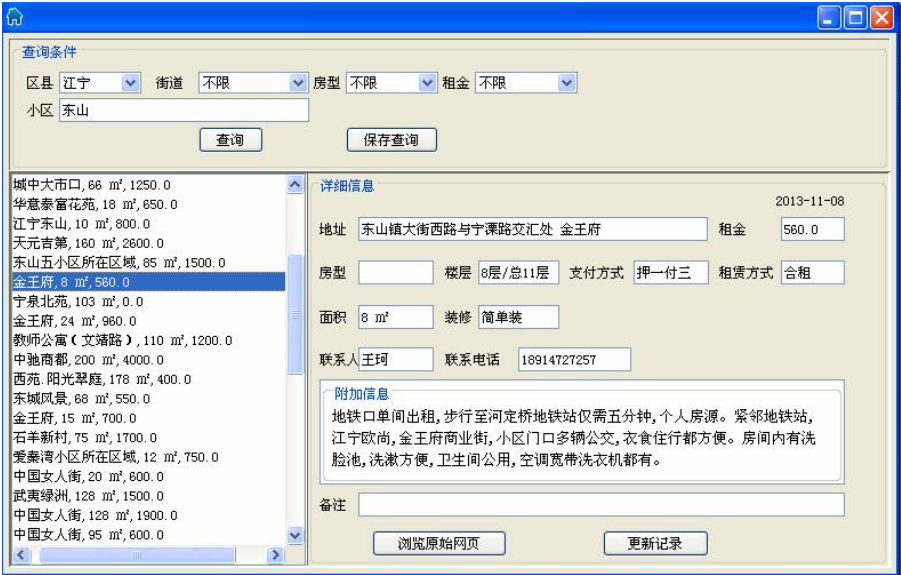 查询条件
区县 江宁 街道 不限 房型 不限 租金 不限
小区 东山
查询 保存查询
城中大市口, 66 ㎡, 1250.0
华意泰富花苑, 18 ㎡, 650.0
江宁东山, 10 ㎡, 800.0
天元吉第, 160 ㎡, 2600.0
东山五小区所在区域, 85 ㎡, 1500.0
金王府, 8 ㎡, 560.0
宁泉北苑, 103 ㎡, 0.0
金王府, 24 ㎡, 960.0
教师公寓(文靖路), 110 ㎡, 1200.0
中驰商都, 200 ㎡, 4000.0
西苑.阳光翠庭, 178 ㎡, 400.0
东城风景, 68 ㎡, 550.0
金王府, 15 ㎡, 700.0
石羊新村, 75 ㎡, 1700.0
爱秦湾小区所在区域, 12 ㎡, 750.0
中国女人街, 20 ㎡, 600.0
武夷绿洲, 128 ㎡, 1500.0
中国女人街, 128 ㎡, 1900.0
中国女人街, 95 ㎡, 600.0
详细信息
2013-11-08
地址 东山镇大街西路与宁溧路交汇处 金王府 租金 560.0
房型 楼层 8层/总11层 支付方式 押一付三 租赁方式 合租
面积 8 ㎡ 装修 简单装
联系人 王珂 联系电话 18914727257
附加信息
地铁口单间出租,步行至河定桥地铁站仅需五分钟,个人房源。紧邻地铁站,
江宁欧尚,金王府商业街,小区门口多辆公交,衣食住行都方便。房间内有洗
脸池,洗漱方便,卫生间公用,空调宽带洗衣机都有。
备注
浏览原始网页 更新记录